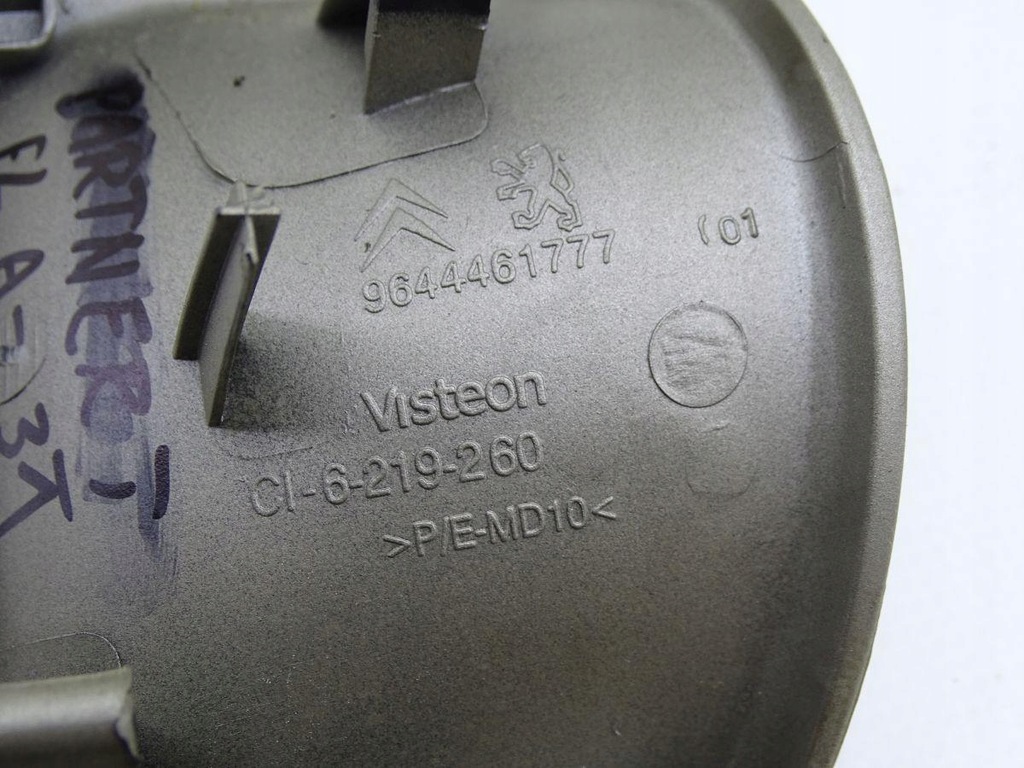 PARTNER I
9644461777
01
Visteon
CI-6-219-260
>P/E-MD10<